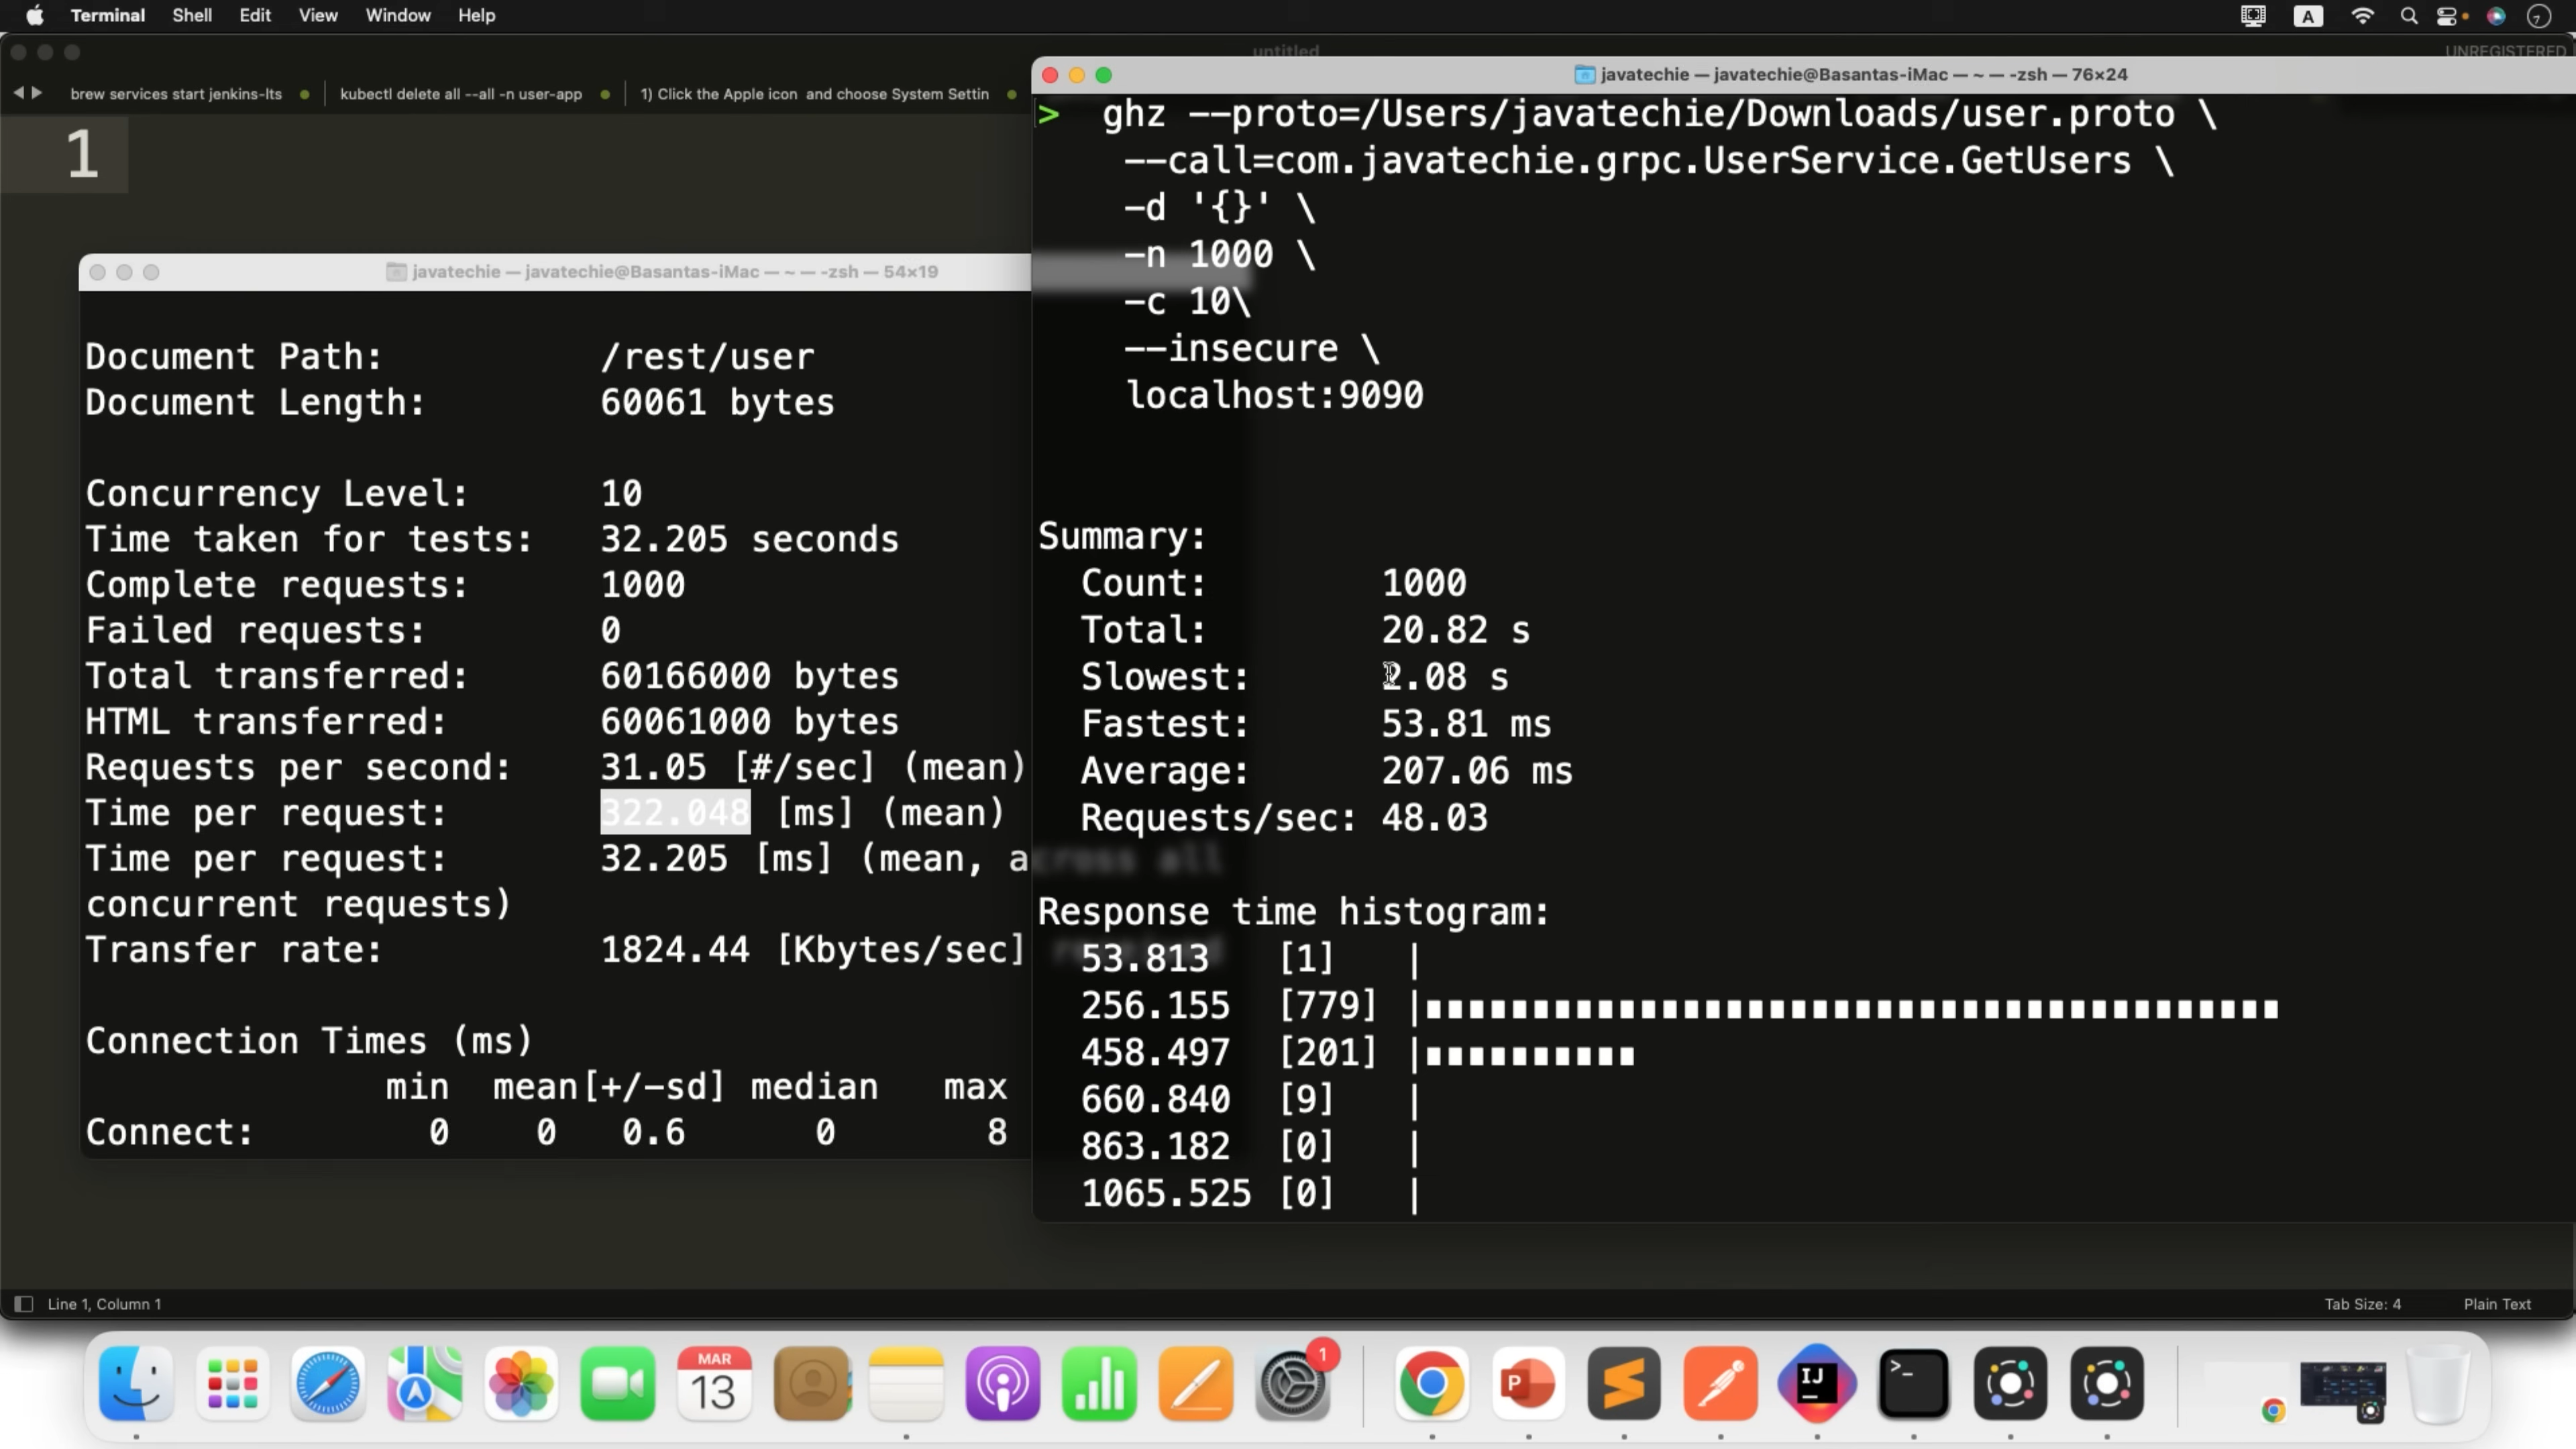 Terminal Shell Edit View Window Help
A
untitled
UNREGISTERED
brew services start jenkins-lts
kubectl delete all --all -n user-app
1) Click the Apple icon and choose System Settin
1
javatechie — javatechie@Basantas-iMac — ~ — -zsh — 54×19
Document Path: /rest/user
Document Length: 60061 bytes
Concurrency Level: 10
Time taken for tests: 32.205 seconds
Complete requests: 1000
Failed requests: 0
Total transferred: 60166000 bytes
HTML transferred: 60061000 bytes
Requests per second: 31.05 [#/sec] (mean)
Time per request: 322.048 [ms] (mean)
Time per request: 32.205 [ms] (mean, across all
concurrent requests)
Transfer rate: 1824.44 [Kbytes/sec]
Connection Times (ms)
min mean[+/-sd] median max
Connect: 0 0 0.6 0 8
javatechie — javatechie@Basantas-iMac — ~ — -zsh — 76×24
> ghz --proto=/Users/javatechie/Downloads/user.proto \
--call=com.javatechie.grpc.UserService.GetUsers \
-d '{}' \
-n 1000 \
-c 10\
--insecure \
localhost:9090
Summary:
Count: 1000
Total: 20.82 s
Slowest: 2.08 s
Fastest: 53.81 ms
Average: 207.06 ms
Requests/sec: 48.03
Response time histogram:
53.813 [1] |
256.155 [779] |∎∎∎∎∎∎∎∎∎∎∎∎∎∎∎∎∎∎∎∎∎∎∎∎∎∎∎∎∎∎∎∎∎∎∎∎∎∎∎∎
458.497 [201] |∎∎∎∎∎∎∎∎∎∎
660.840 [9] |
863.182 [0] |
1065.525 [0] |
Line 1, Column 1
Tab Size: 4
Plain Text
MAR
13
1
P
IJ
>_